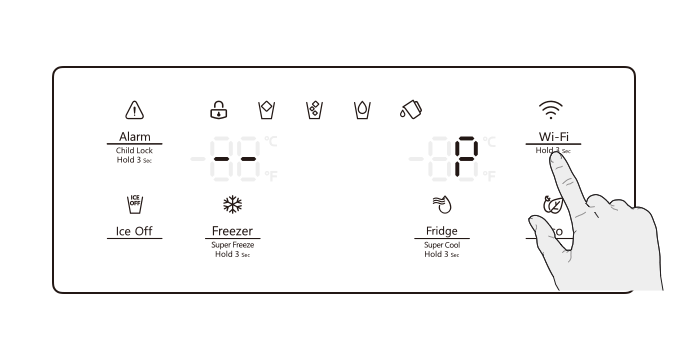 Alarm
Child Lock
Hold 3 Sec
-- °C
°F
P °C
°F
Wi-Fi
Hold 3 Sec
ICE
OFF
Ice Off
Freezer
Super Freeze
Hold 3 Sec
Fridge
Super Cool
Hold 3 Sec